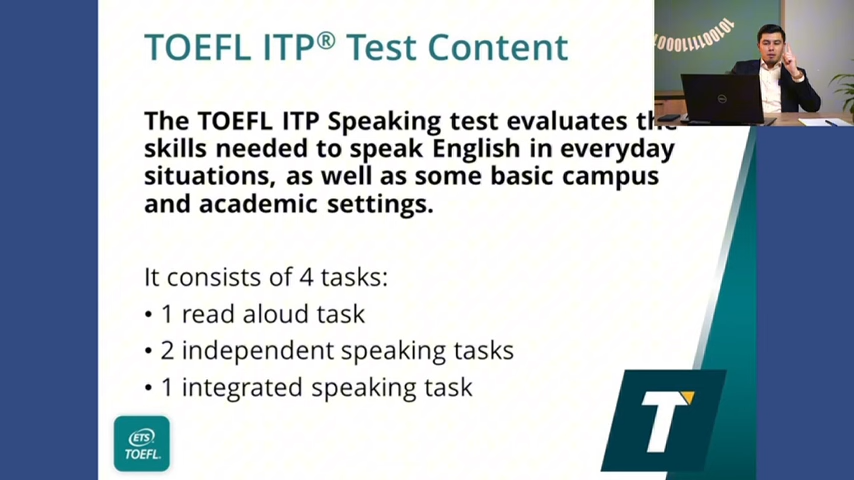 TOEFL ITP® Test Content
The TOEFL ITP Speaking test evaluates the
skills needed to speak English in everyday
situations, as well as some basic campus
and academic settings.
It consists of 4 tasks:
• 1 read aloud task
• 2 independent speaking tasks
• 1 integrated speaking task
ETS
TOEFL.
T